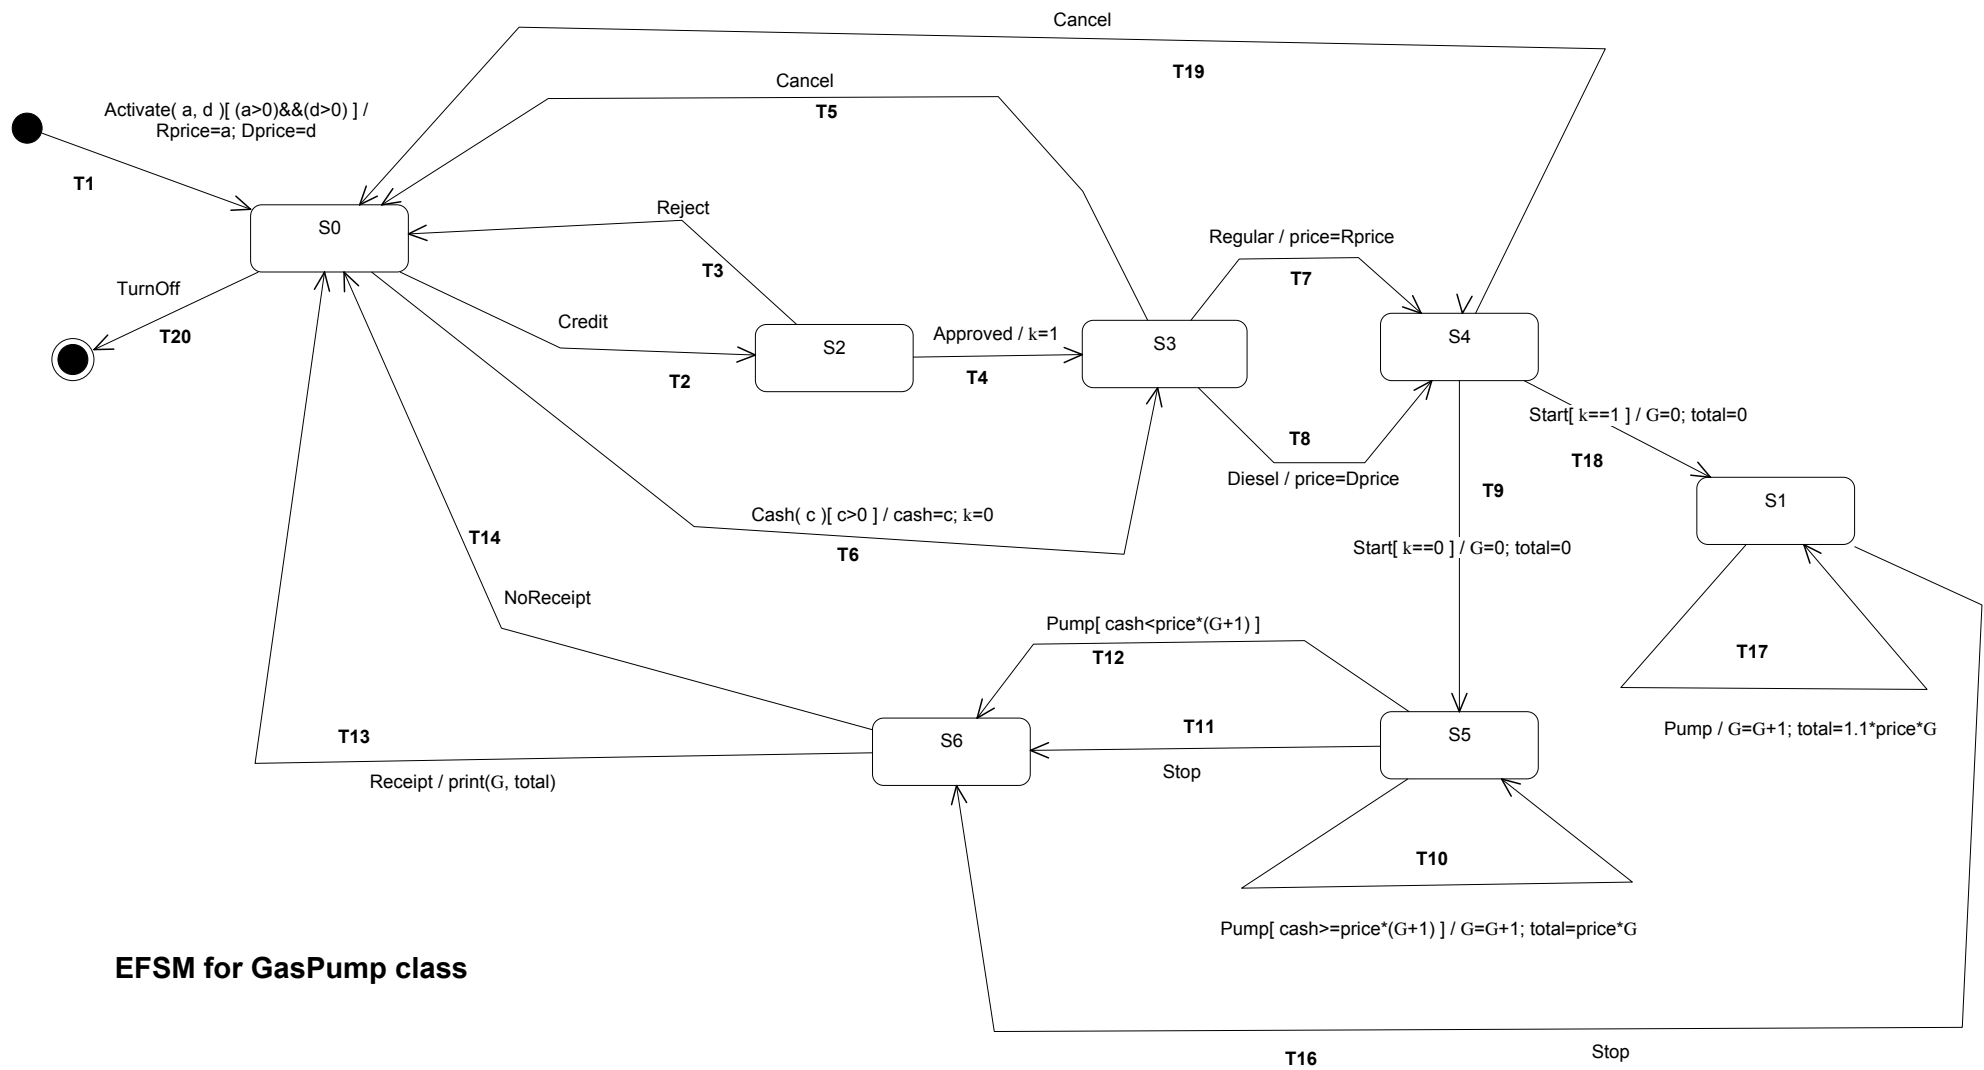 Cancel
T19
Cancel
T5
Activate( a, d )[ (a>0)&&(d>0) ] /
Rprice=a; Dprice=d
T1
S0
Reject
T3
Regular / price=Rprice
T7
TurnOff
T20
Credit
T2
S2
Approved / k=1
T4
S3
S4
Start[ k==1 ] / G=0; total=0
T18
T8
Diesel / price=Dprice
T9
S1
Cash( c )[ c>0 ] / cash=c; k=0
T6
T14
Start[ k==0 ] / G=0; total=0
NoReceipt
Pump[ cash<price*(G+1) ]
T12
T17
Pump / G=G+1; total=1.1*price*G
T13
Receipt / print(G, total)
S6
T11
Stop
S5
T10
Pump[ cash>=price*(G+1) ] / G=G+1; total=price*G
EFSM for GasPump class
T16
Stop